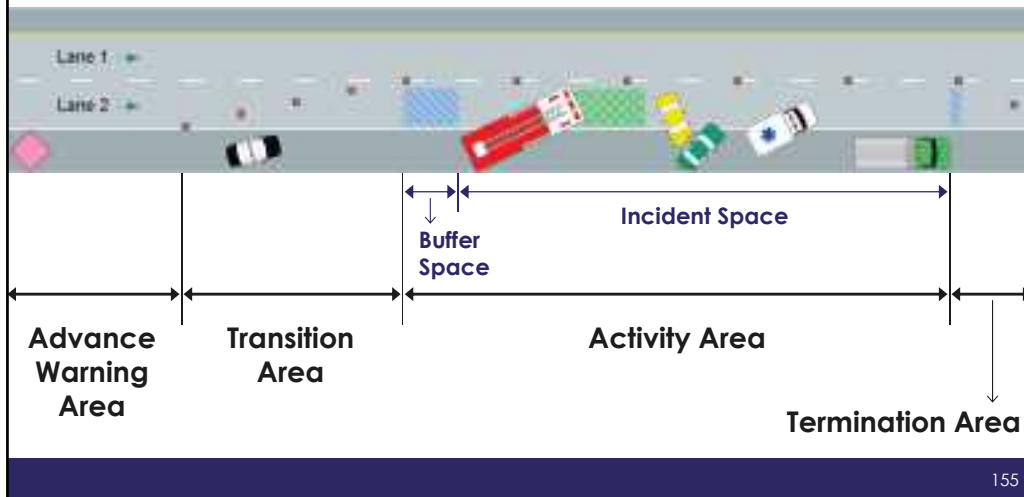 Lane 1
Lane 2
Incident Space
Buffer
Space
Advance
Warning
Area
Transition
Area
Activity Area
Termination Area
155